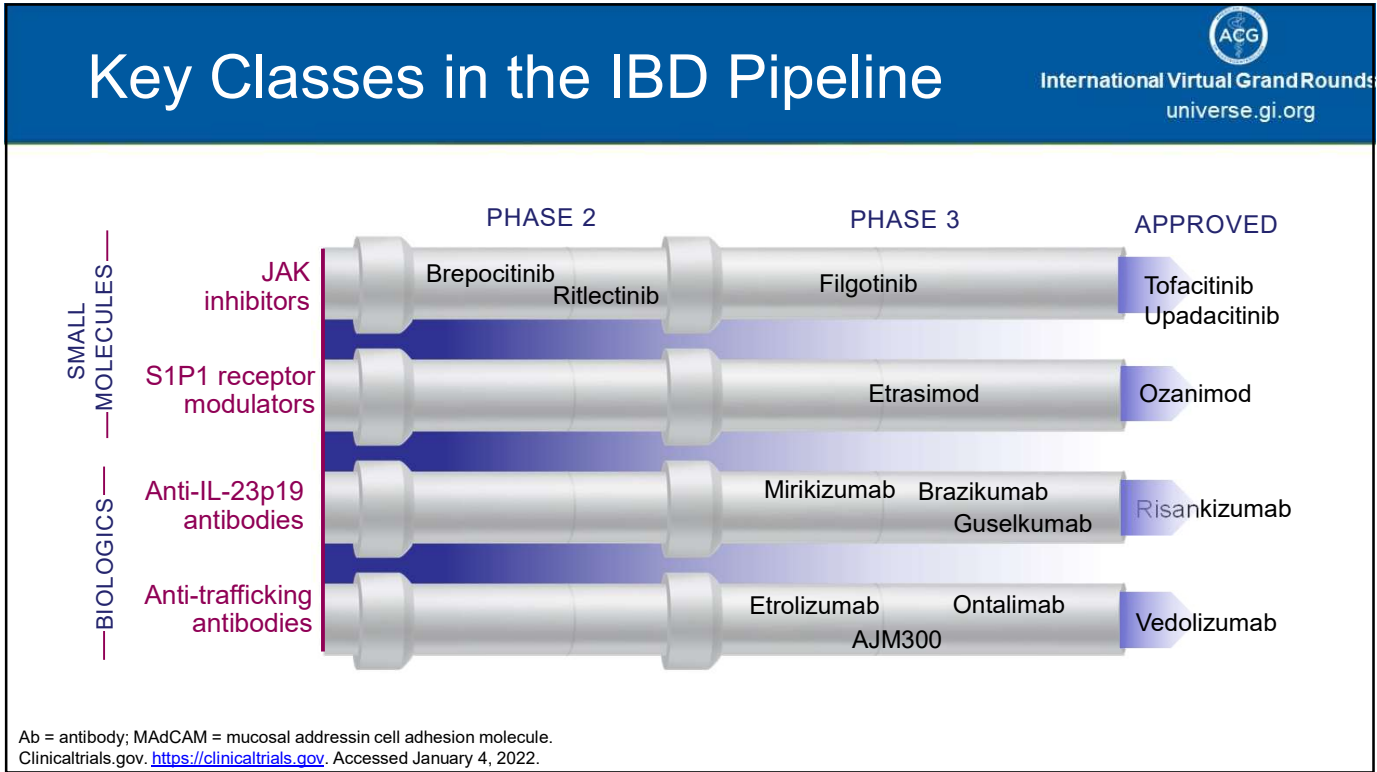 Key Classes in the IBD Pipeline
ACG
International Virtual Grand Rounds
universe.gi.org
PHASE 2
PHASE 3
APPROVED
SMALL
MOLECULES
JAK
inhibitors
Brepocitinib
Ritlectinib
Filgotinib
Tofacitinib
Upadacitinib
S1P1 receptor
modulators
Etrasimod
Ozanimod
BIOLOGICS
Anti-IL-23p19
antibodies
Mirikizumab
Brazikumab
Guselkumab
Risankizumab
Anti-trafficking
antibodies
Etrolizumab
Ontalimab
AJM300
Vedolizumab
Ab = antibody; MAdCAM = mucosal addressin cell adhesion molecule.
Clinicaltrials.gov. https://clinicaltrials.gov. Accessed January 4, 2022.